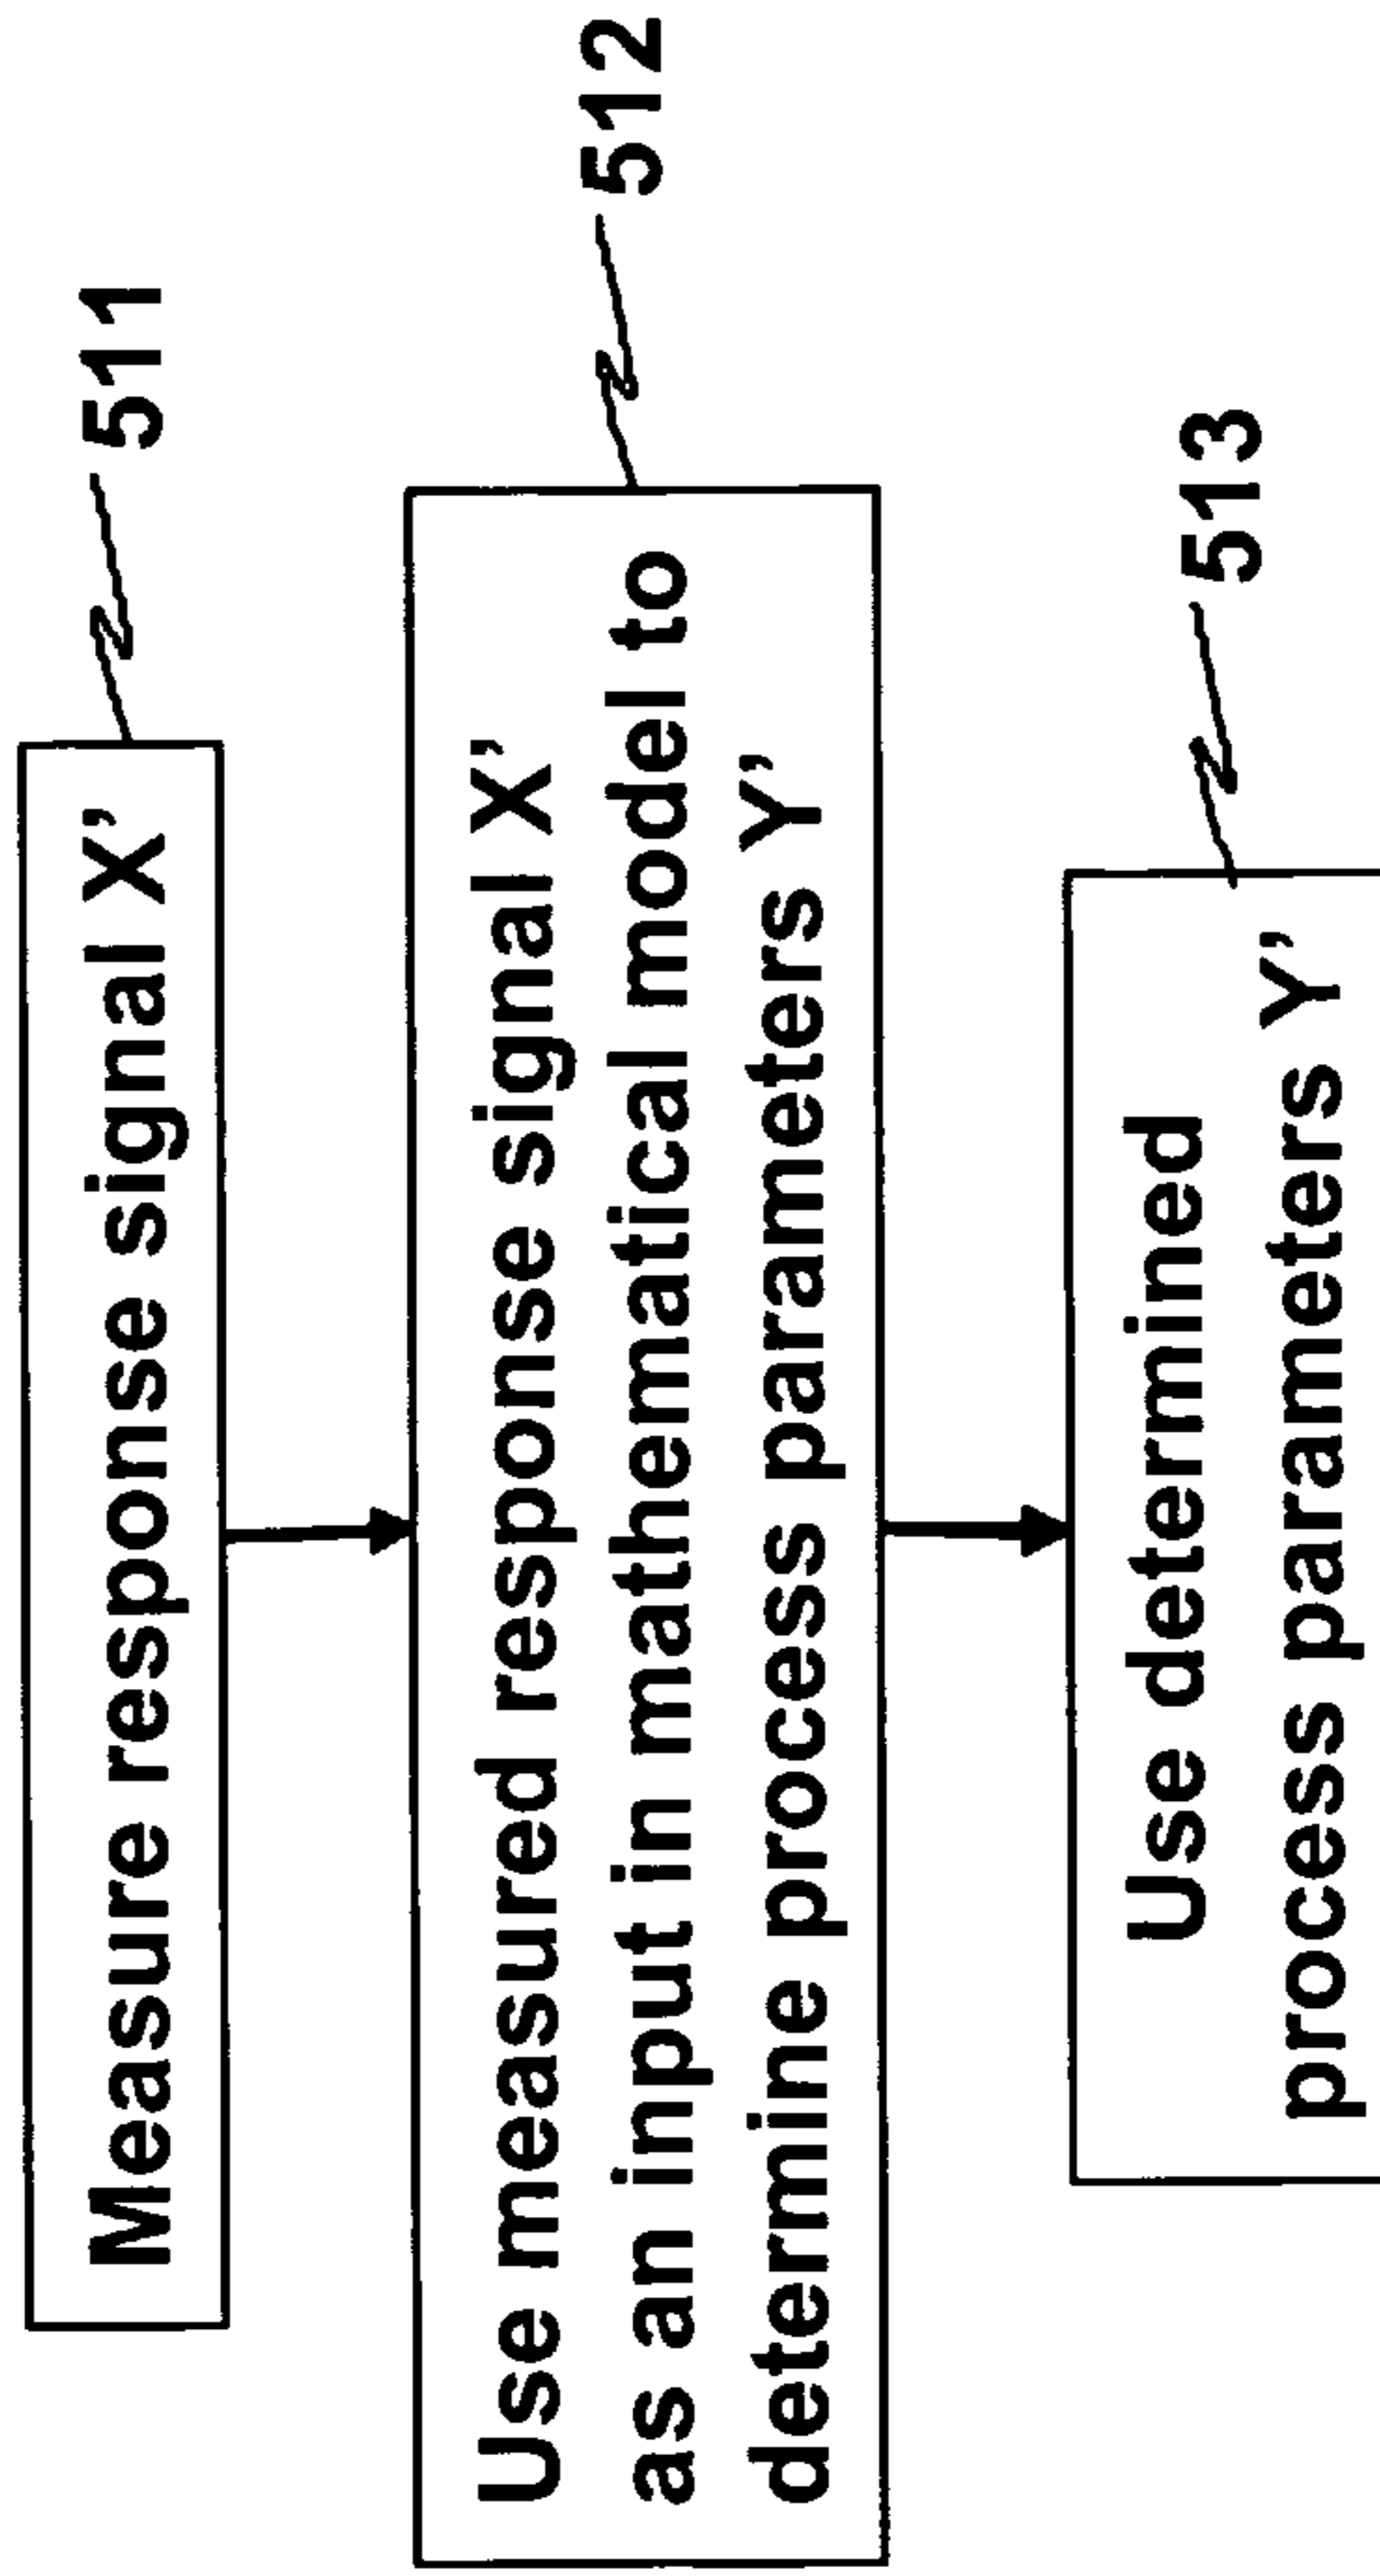 Measure response signal X'
511
Use measured response signal X'
as an input in mathematical model to
determine process parameters Y'
512
Use determined
process parameters Y'
513